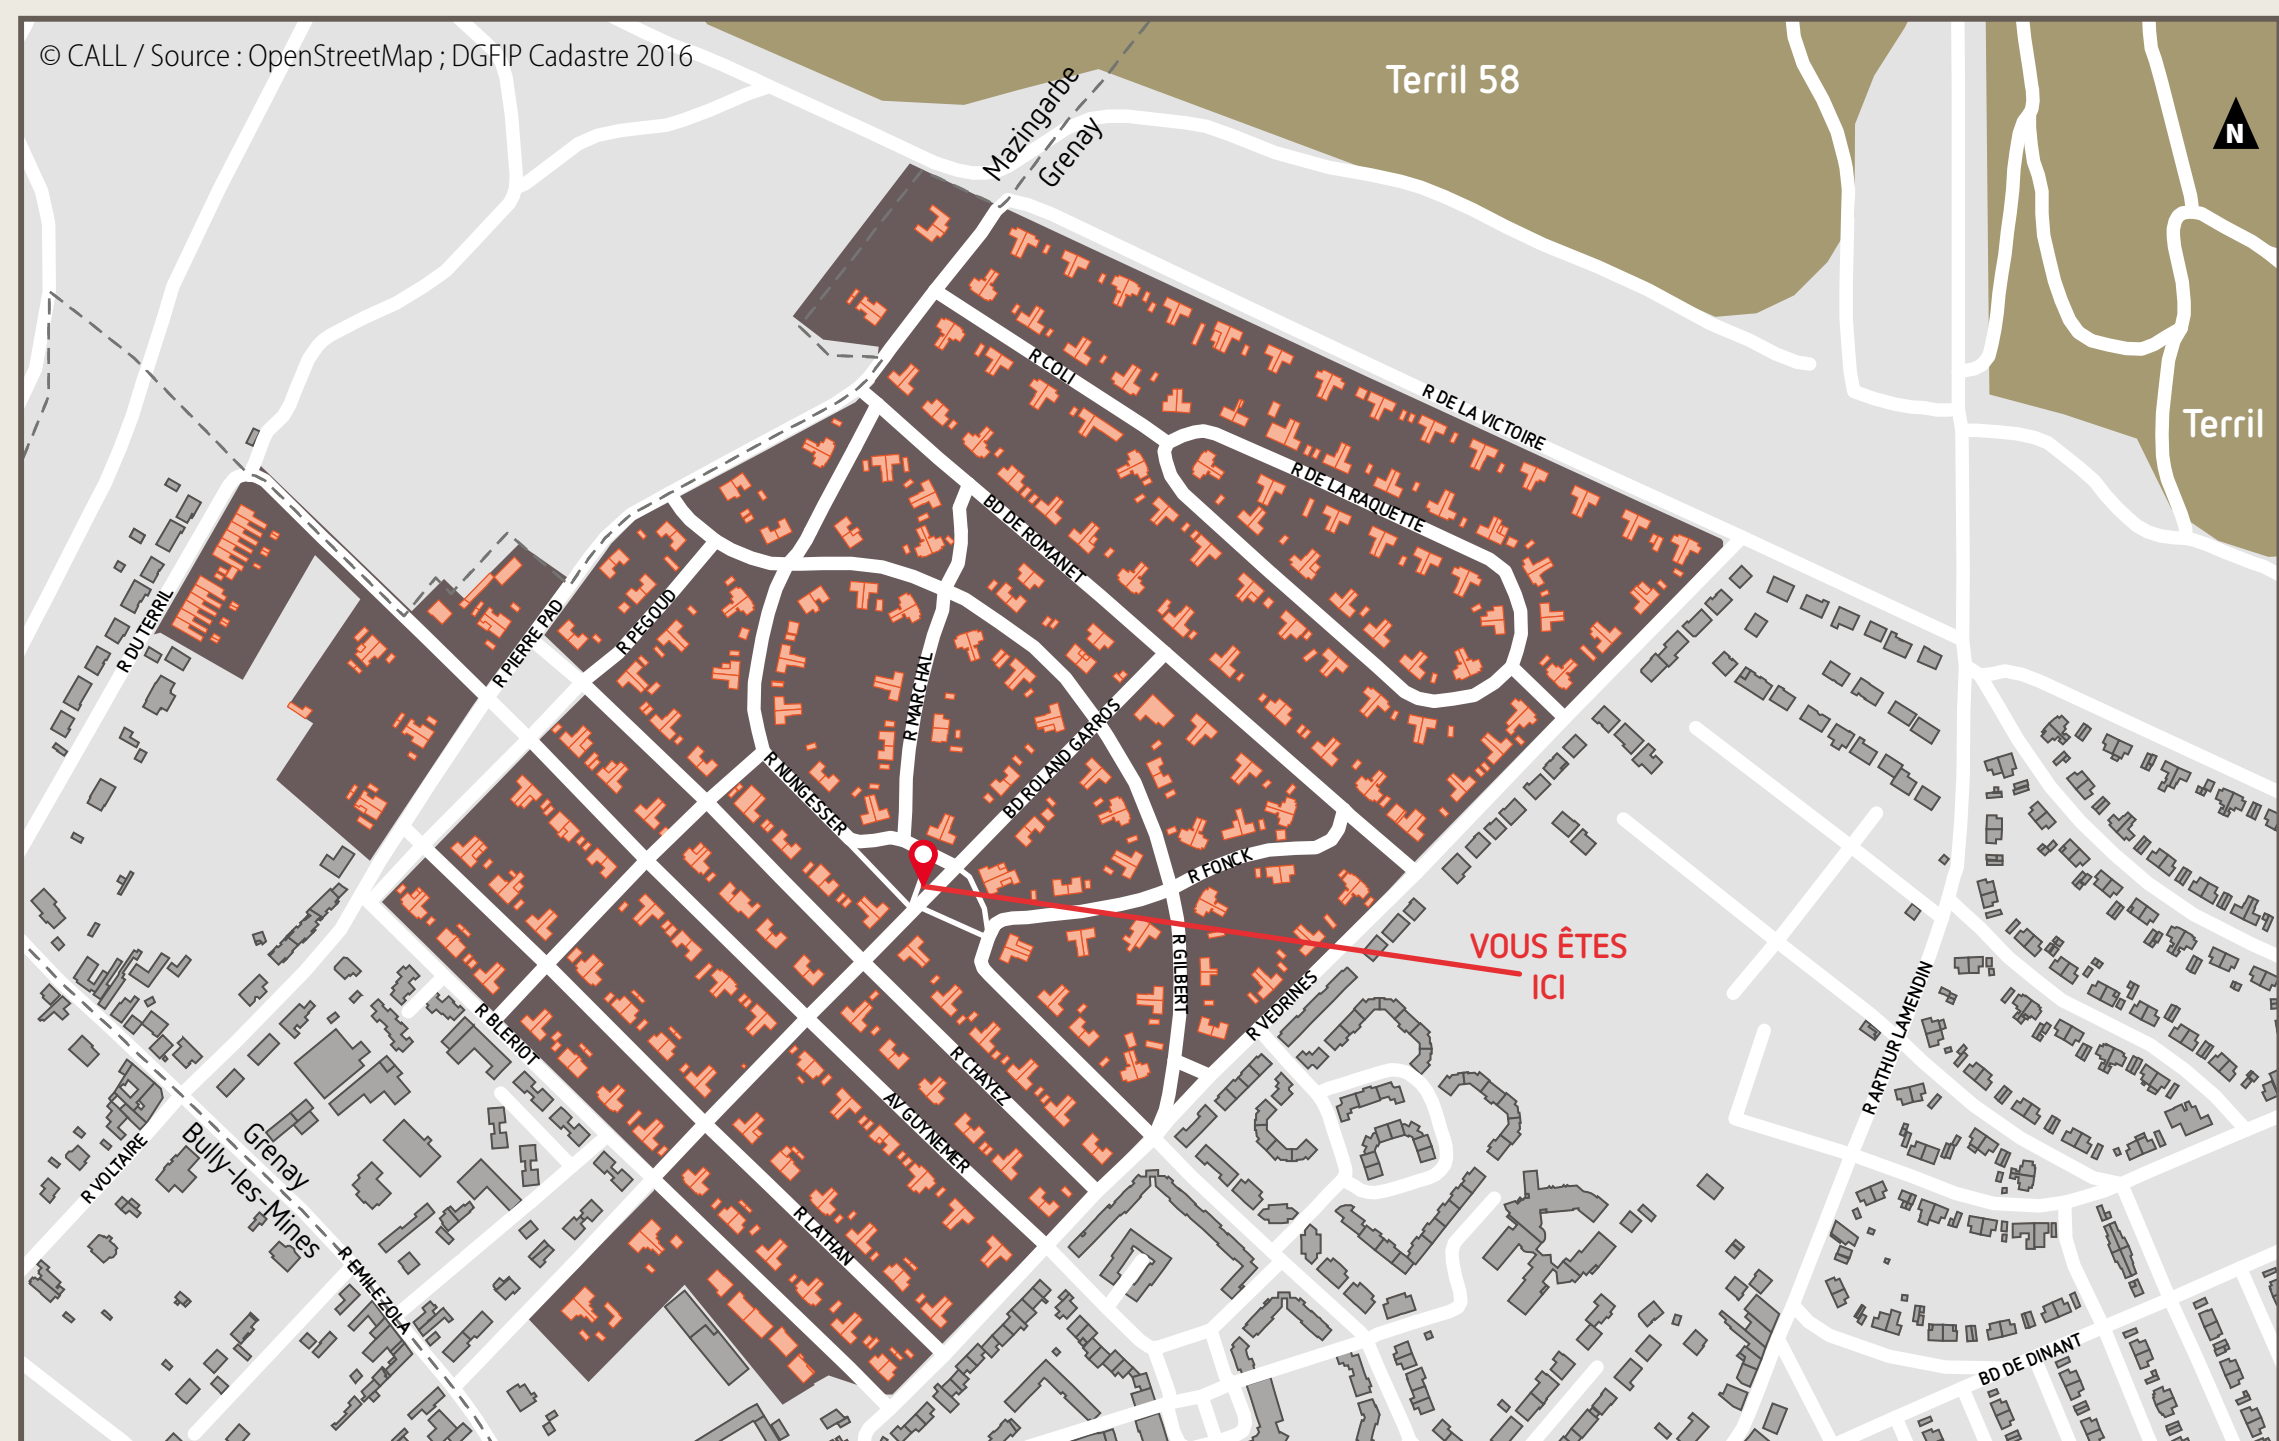 © CALL / Source : OpenStreetMap ; DGFIP Cadastre 2016
Terril 58
N
Mazingarbe
Grenay
R COLI
R DE LA VICTOIRE
Terril
R DE LA RAQUETTE
BD DE ROMANET
R DU TERRIL
R PIERRE PAD
R PEGOUD
R MARCHAL
BD ROLAND GARROS
R NUNGESSER
R FONCK
VOUS ÊTES
ICI
R GILBERT
R VEDRINES
R ARTHUR LAMENDIN
R BLERIOT
R CHAYEZ
AV GUYNEMER
R VOLTAIRE
Grenay
Bully-les-Mines
R LATHAN
R EMILE ZOLA
BD DE DINANT